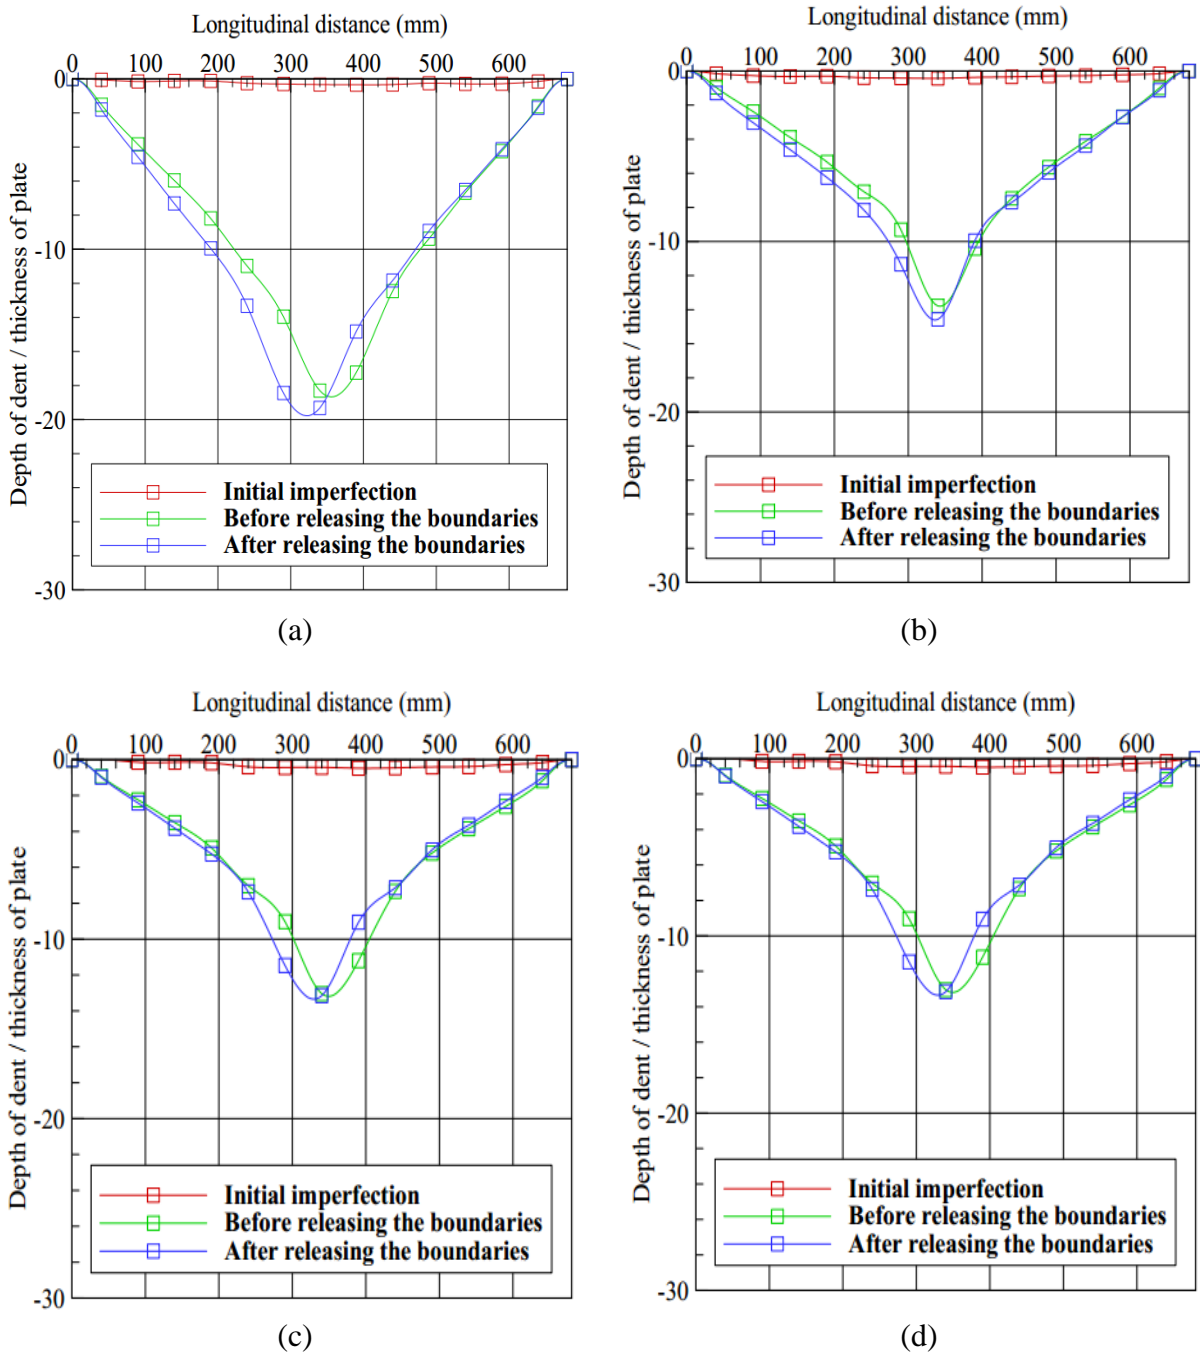 Longitudinal distance (mm)
0 100 200 300 400 500 600
Depth of dent / thickness of plate
0
-10
-20
-30
Initial imperfection
Before releasing the boundaries
After releasing the boundaries
(a)
Longitudinal distance (mm)
0 100 200 300 400 500 600
Depth of dent / thickness of plate
0
-10
-20
-30
Initial imperfection
Before releasing the boundaries
After releasing the boundaries
(b)
Longitudinal distance (mm)
0 100 200 300 400 500 600
Depth of dent / thickness of plate
0
-10
-20
-30
Initial imperfection
Before releasing the boundaries
After releasing the boundaries
(c)
Longitudinal distance (mm)
0 100 200 300 400 500 600
Depth of dent / thickness of plate
0
-10
-20
-30
Initial imperfection
Before releasing the boundaries
After releasing the boundaries
(d)